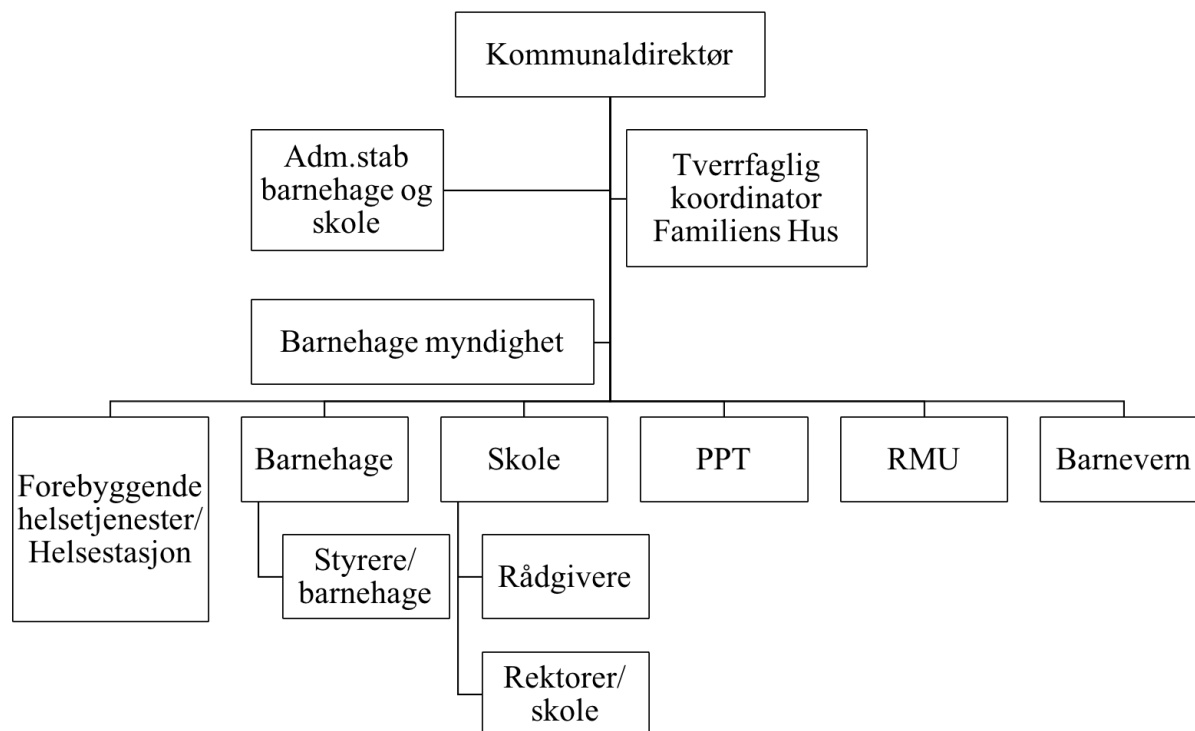 Kommunaldirektør
Adm.stab
barnehage og
skole
Tverrfaglig
koordinator
Familiens Hus
Barnehage myndighet
Forebyggende
helsetjenester/
Helsestasjon
Barnehage
Skole
PPT
RMU
Barnevern
Styrere/
barnehage
Rådgivere
Rektorer/
skole